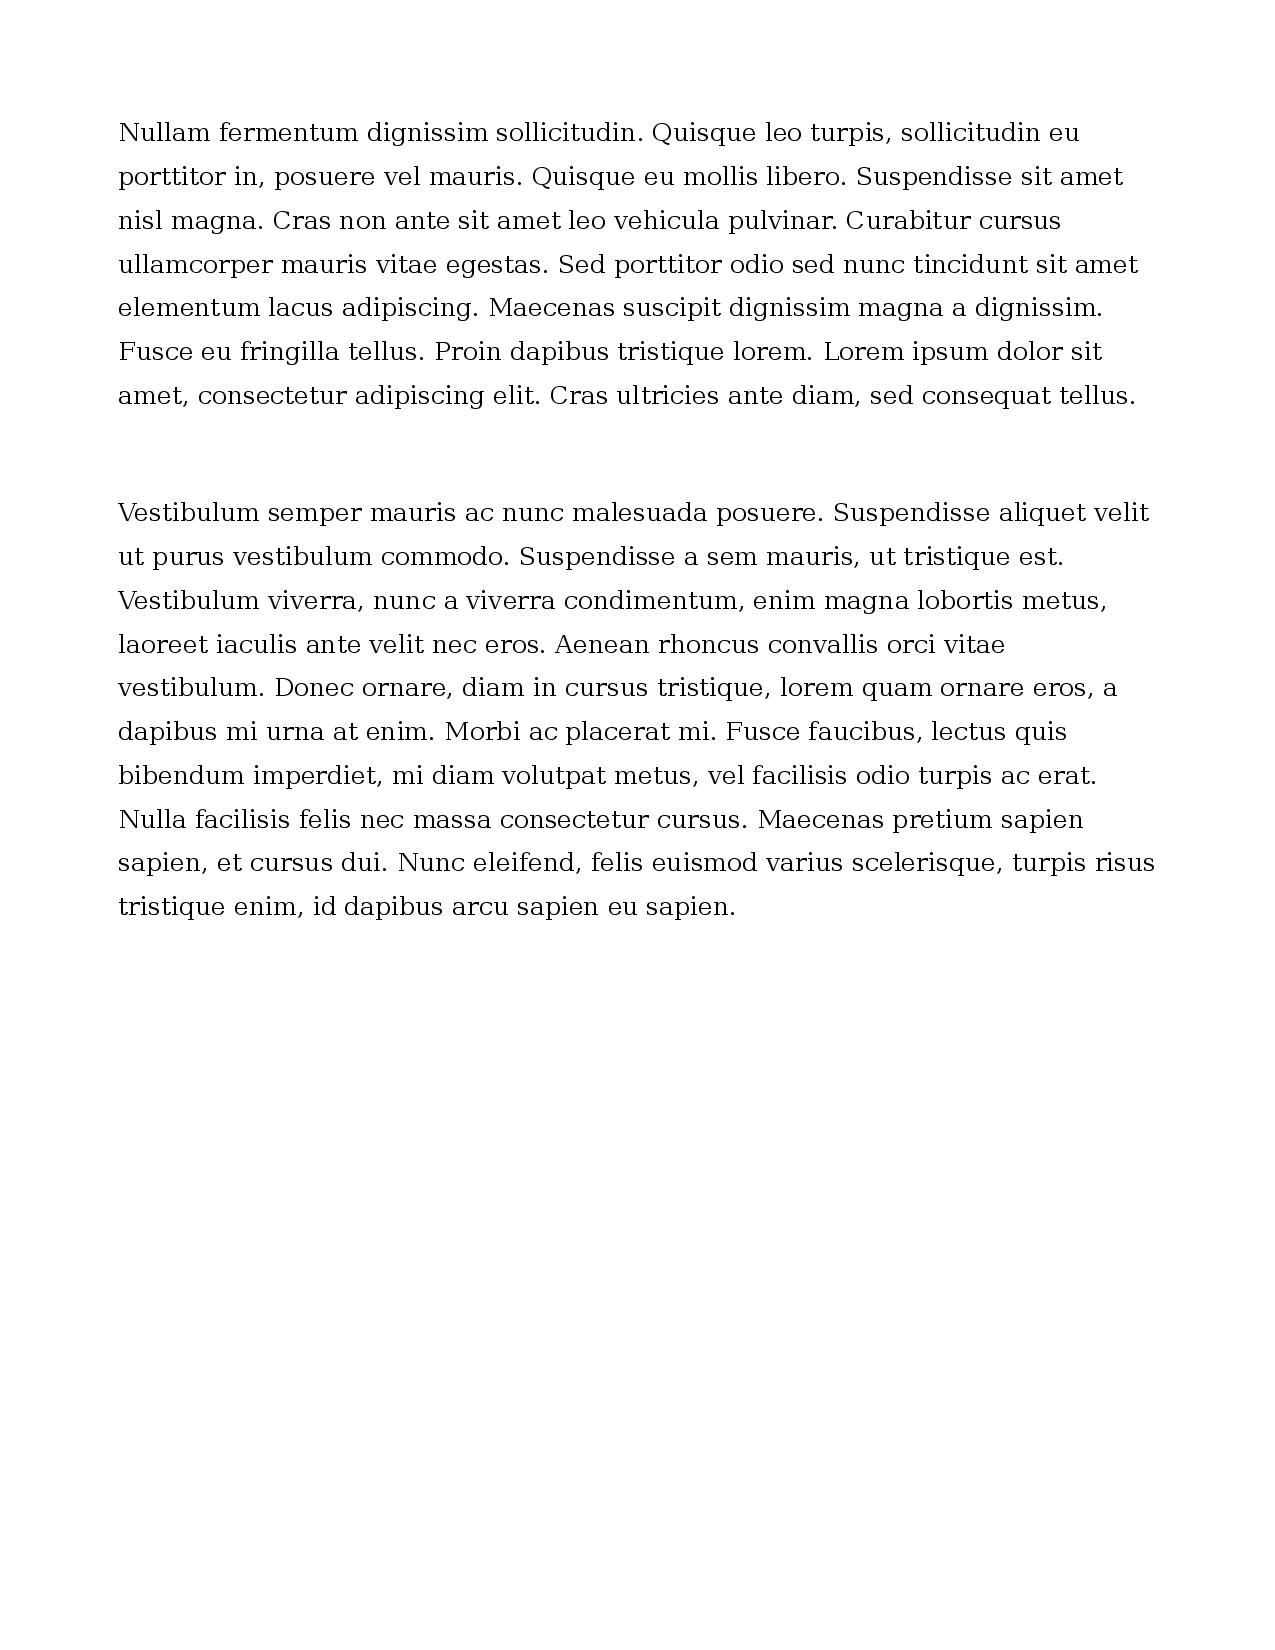 Nullam fermentum dignissim sollicitudin. Quisque leo turpis, sollicitudin eu
porttitor in, posuere vel mauris. Quisque eu mollis libero. Suspendisse sit amet
nisl magna. Cras non ante sit amet leo vehicula pulvinar. Curabitur cursus
ullamcorper mauris vitae egestas. Sed porttitor odio sed nunc tincidunt sit amet
elementum lacus adipiscing. Maecenas suscipit dignissim magna a dignissim.
Fusce eu fringilla tellus. Proin dapibus tristique lorem. Lorem ipsum dolor sit
amet, consectetur adipiscing elit. Cras ultricies ante diam, sed consequat tellus.
Vestibulum semper mauris ac nunc malesuada posuere. Suspendisse aliquet velit
ut purus vestibulum commodo. Suspendisse a sem mauris, ut tristique est.
Vestibulum viverra, nunc a viverra condimentum, enim magna lobortis metus,
laoreet iaculis ante velit nec eros. Aenean rhoncus convallis orci vitae
vestibulum. Donec ornare, diam in cursus tristique, lorem quam ornare eros, a
dapibus mi urna at enim. Morbi ac placerat mi. Fusce faucibus, lectus quis
bibendum imperdiet, mi diam volutpat metus, vel facilisis odio turpis ac erat.
Nulla facilisis felis nec massa consectetur cursus. Maecenas pretium sapien
sapien, et cursus dui. Nunc eleifend, felis euismod varius scelerisque, turpis risus
tristique enim, id dapibus arcu sapien eu sapien.